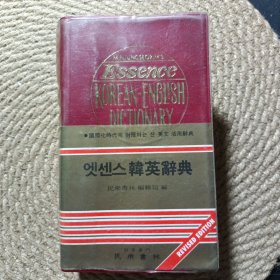 MINJUNGSEORIM'S
Essence
KOREAN-ENGLISH
DICTIONARY
엣센스 韓英辭典
民衆書林 編輯局 編
民衆書林
REVISED EDITION